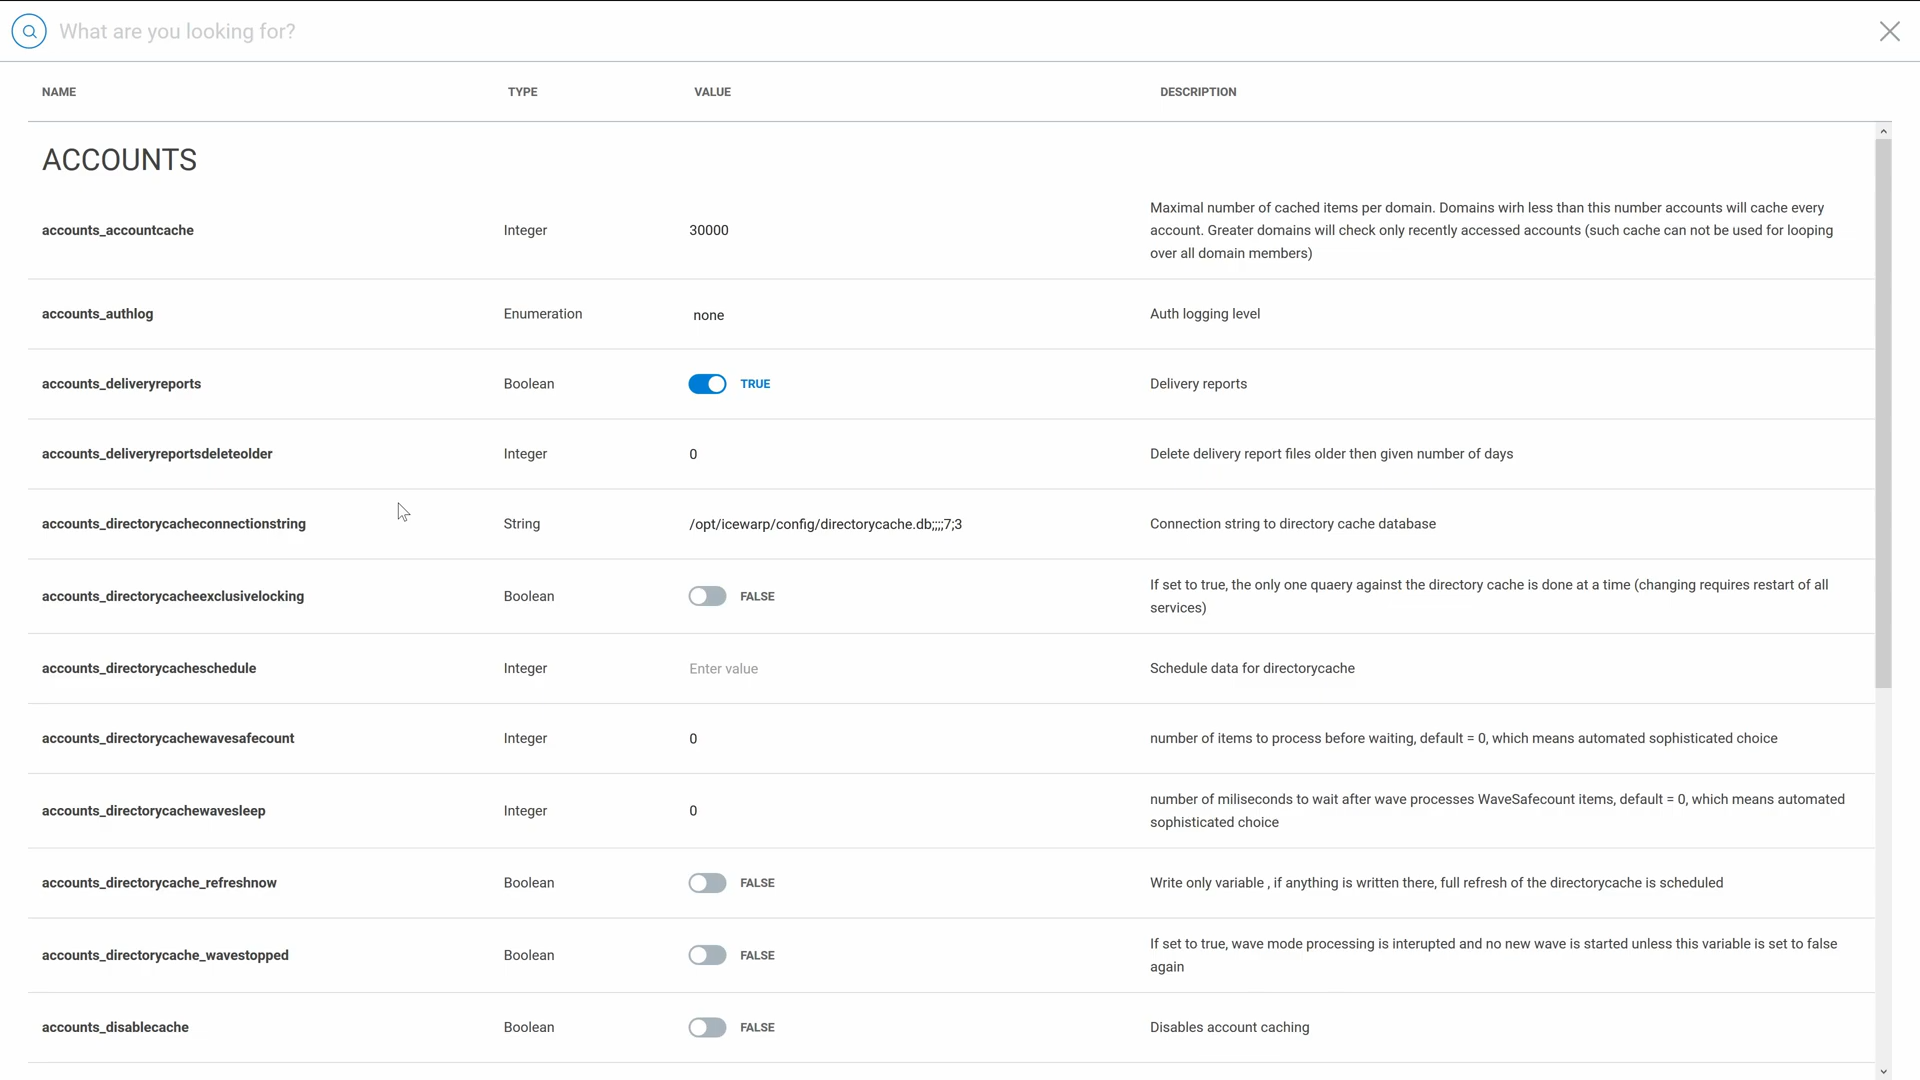 What are you looking for?
NAME TYPE VALUE DESCRIPTION
ACCOUNTS
accounts_accountcache Integer 30000 Maximal number of cached items per domain. Domains wirh less than this number accounts will cache every
account. Greater domains will check only recently accessed accounts (such cache can not be used for looping
over all domain members)
accounts_authlog Enumeration none Auth logging level
accounts_deliveryreports Boolean TRUE Delivery reports
accounts_deliveryreportsdeleteolder Integer 0 Delete delivery report files older then given number of days
accounts_directorycacheconnectionstring String /opt/icewarp/config/directorycache.db;;;;7;3 Connection string to directory cache database
accounts_directorycacheexclusivelocking Boolean FALSE If set to true, the only one quaery against the directory cache is done at a time (changing requires restart of all
services)
accounts_directorycacheschedule Integer Enter value Schedule data for directorycache
accounts_directorycachewavesafecount Integer 0 number of items to process before waiting, default = 0, which means automated sophisticated choice
accounts_directorycachewavesleep Integer 0 number of miliseconds to wait after wave processes WaveSafecount items, default = 0, which means automated
sophisticated choice
accounts_directorycache_refreshnow Boolean FALSE Write only variable , if anything is written there, full refresh of the directorycache is scheduled
accounts_directorycache_wavestopped Boolean FALSE If set to true, wave mode processing is interupted and no new wave is started unless this variable is set to false
again
accounts_disablecache Boolean FALSE Disables account caching